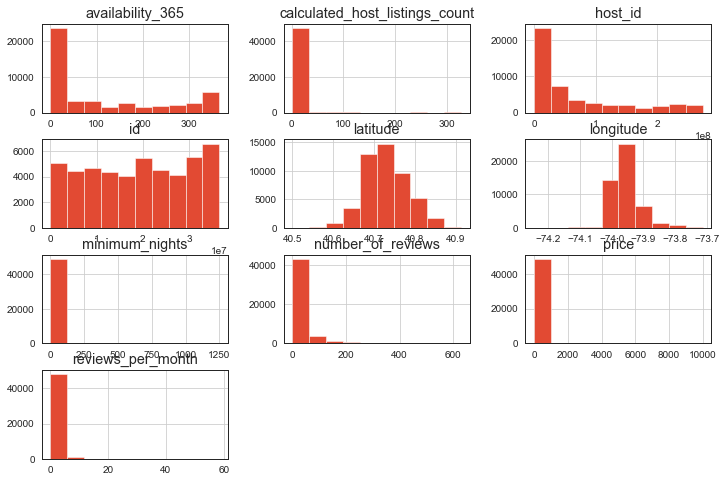 availability_365 calculated_host_listings_count host_id
20000 40000 20000
10000 20000 10000
0 0 0
0 100 200 300 0 100 200 300 0 1 2
1e8
id latitude longitude
6000 15000 20000
4000 10000 10000
2000 5000
0 0 0
0 1 2 3 40.5 40.6 40.7 40.8 40.9 −74.2 −74.1 −74.0 −73.9 −73.8 −73.7
1e7
minimum_nights number_of_reviews price
40000 40000 40000
20000 20000 20000
0 0 0
0 250 500 750 1000 1250 0 200 400 600 0 2000 4000 6000 8000 10000
reviews_per_month
40000
20000
0
0 20 40 60